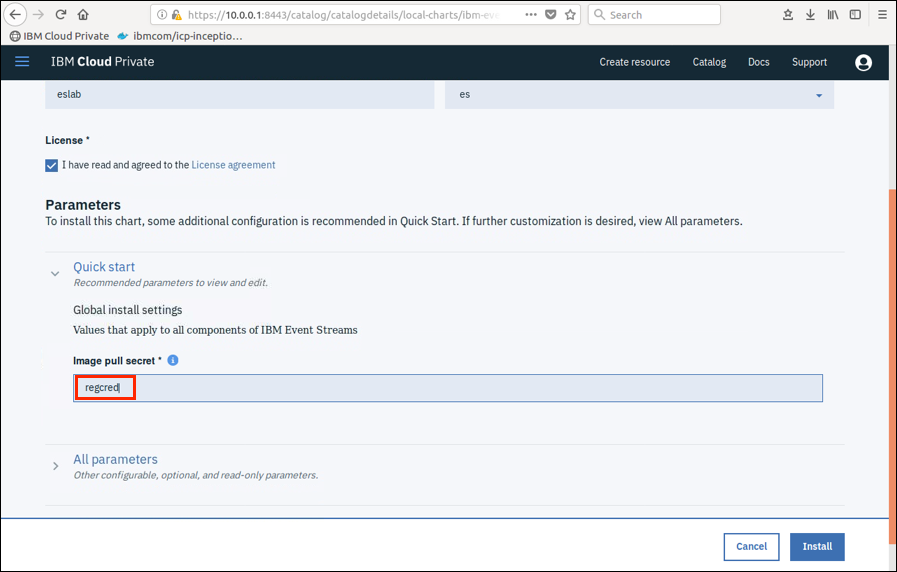 https://10.0.0.1:8443/catalog/catalogdetails/local-charts/ibm-eve
Search
IBM Cloud Private
ibmcom/icp-inceptio…
IBM Cloud Private
Create resource
Catalog
Docs
Support
eslab
es
License *
I have read and agreed to the License agreement
Parameters
To install this chart, some additional configuration is recommended in Quick Start. If further customization is desired, view All parameters.
Quick start
Recommended parameters to view and edit.
Global install settings
Values that apply to all components of IBM Event Streams
Image pull secret *
regcred
All parameters
Other configurable, optional, and read-only parameters.
Cancel
Install